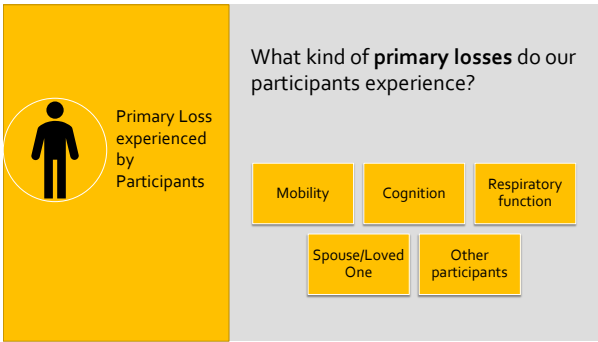 Primary Loss
experienced
by
Participants
What kind of primary losses do our
participants experience?
Mobility
Cognition
Respiratory
function
Spouse/Loved
One
Other
participants